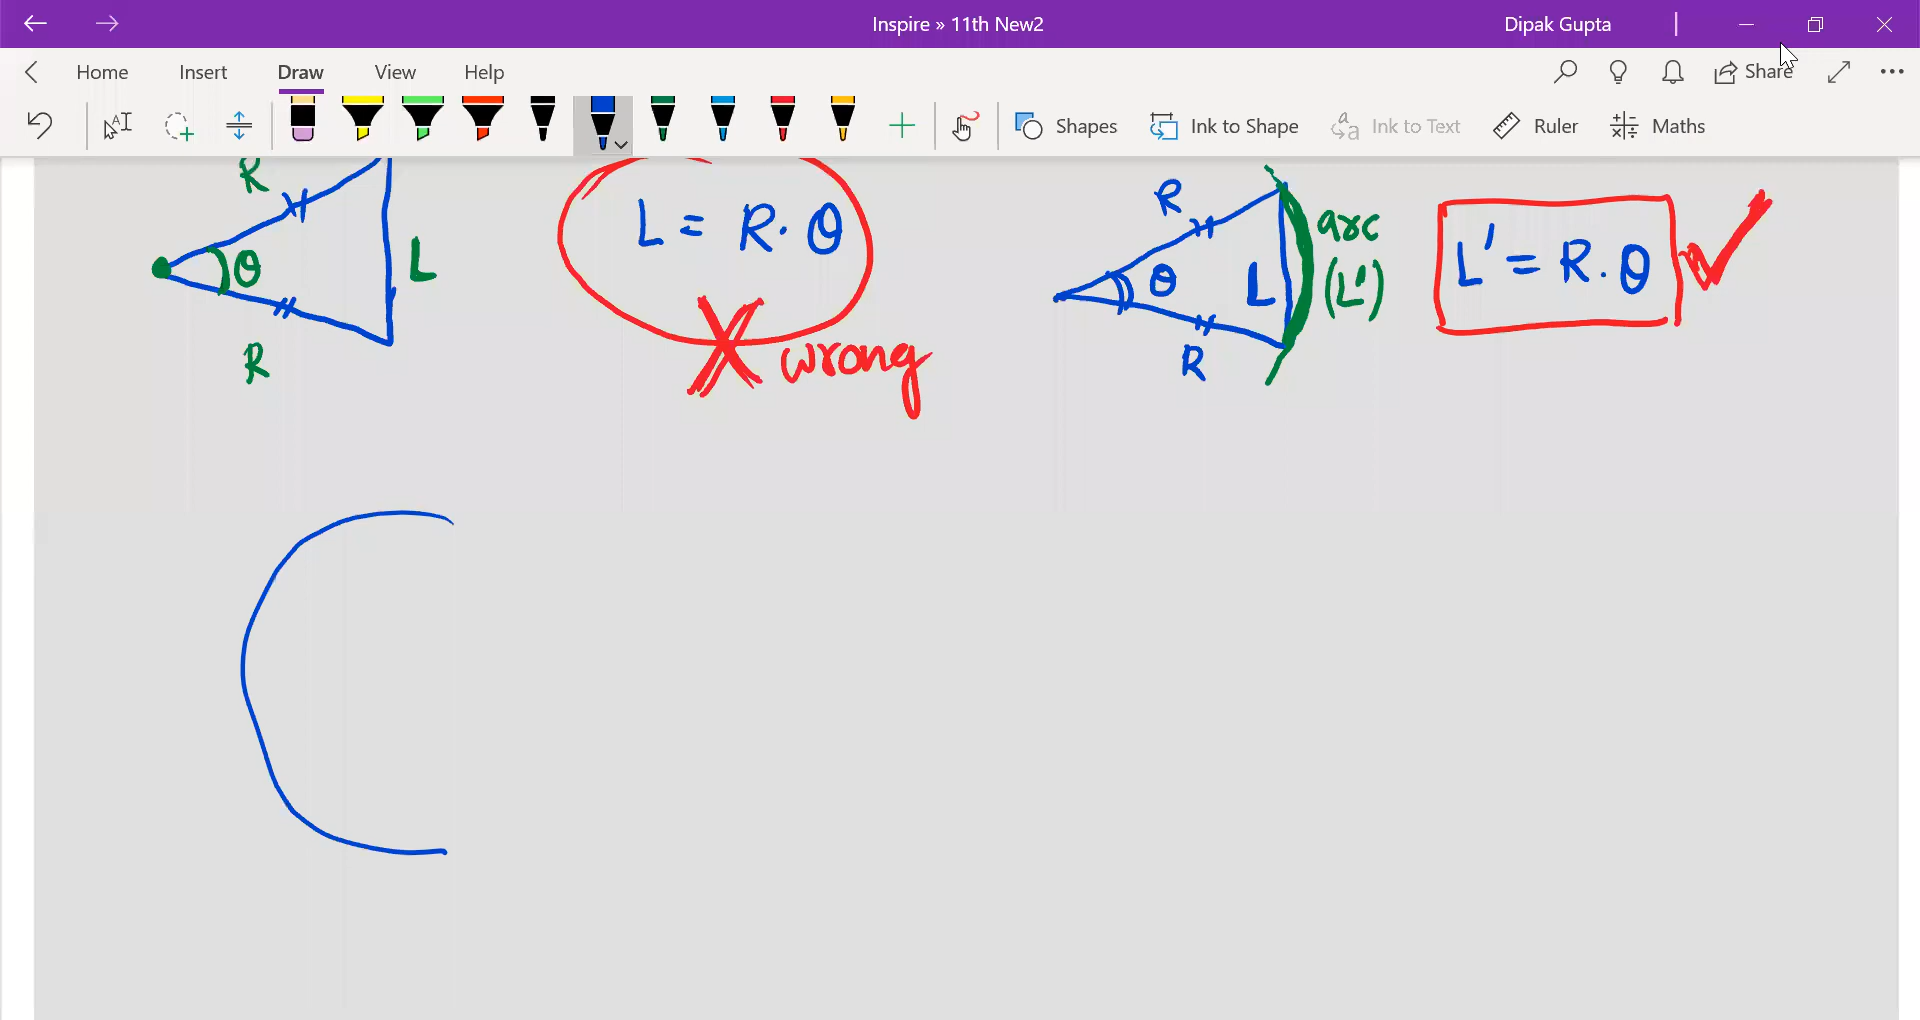 Inspire » 11th New2
Dipak Gupta
Home Insert Draw View Help
Share
Shapes
Ink to Shape
Ink to Text
Ruler
Maths
R
θ
L
R
L = R · θ
wrong
R
θ
L
R
arc
(L')
L' = R . θ